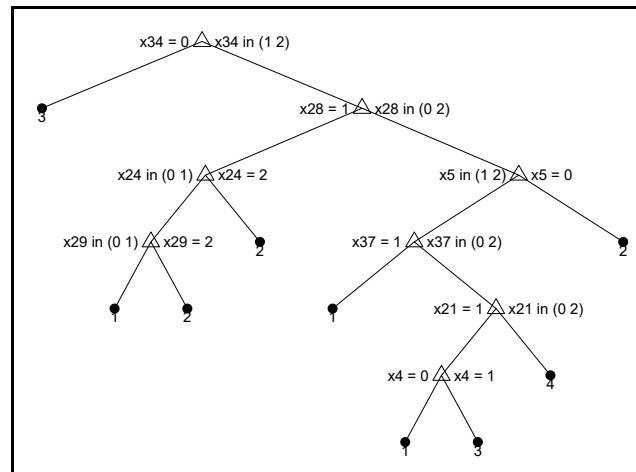 x34 = 0 x34 in (1 2)
3
x28 = 1 x28 in (0 2)
x24 in (0 1) x24 = 2
x5 in (1 2) x5 = 0
x29 in (0 1) x29 = 2
2
x37 = 1 x37 in (0 2)
2
1
2
1
x21 = 1 x21 in (0 2)
x4 = 0 x4 = 1
4
1
3